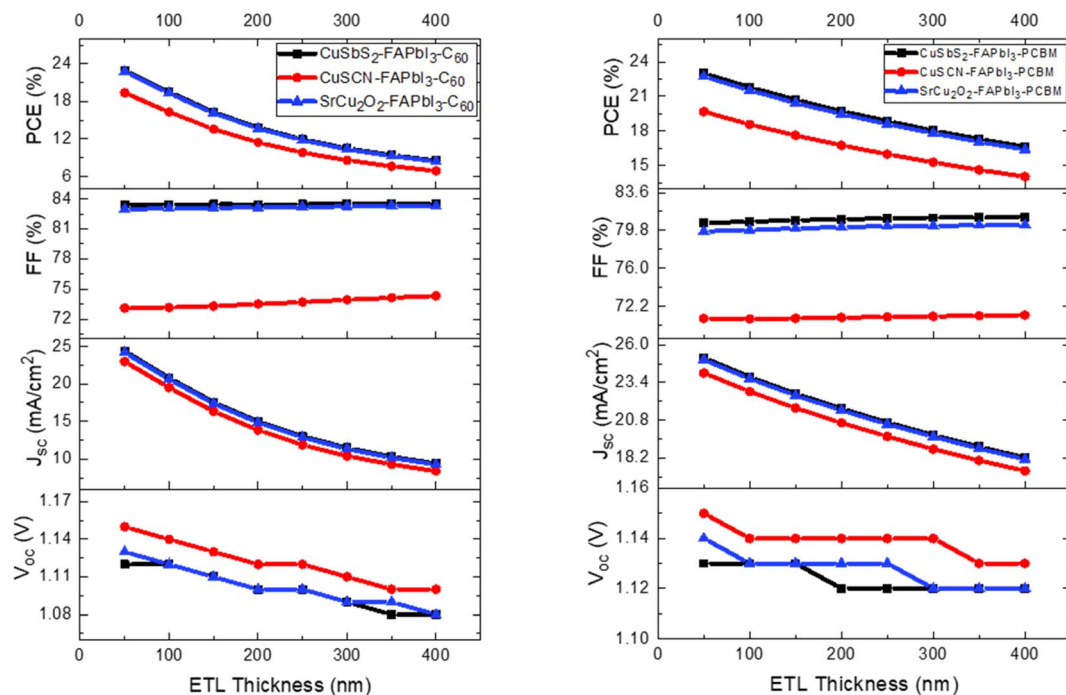 0 100 200 300 400
CuSbS₂-FAPbI₃-C₆₀
CuSCN-FAPbI₃-C₆₀
SrCu₂O₂-FAPbI₃-C₆₀
PCE (%)
24
18
12
6
FF (%)
84
81
78
75
72
Jsc (mA/cm²)
25
20
15
10
Voc (V)
1.17
1.14
1.11
1.08
0 100 200 300 400
ETL Thickness (nm)
0 100 200 300 400
CuSbS₂-FAPbI₃-PCBM
CuSCN-FAPbI₃-PCBM
SrCu₂O₂-FAPbI₃-PCBM
PCE (%)
24
21
18
15
FF (%)
83.6
79.8
76.0
72.2
Jsc (mA/cm²)
26.0
23.4
20.8
18.2
Voc (V)
1.16
1.14
1.12
1.10
0 100 200 300 400
ETL Thickness (nm)